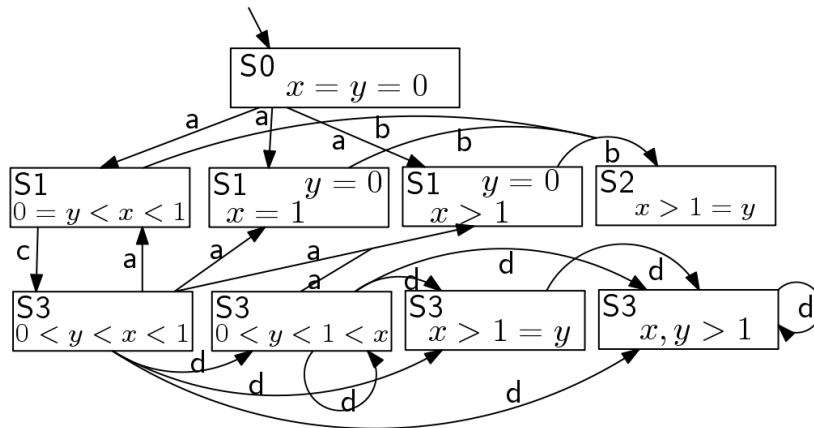 S0
x = y = 0
a
a
a
b
b
b
S1
0 = y < x < 1
S1
y = 0
x = 1
S1
y = 0
x > 1
S2
x > 1 = y
c
a
a
a
a
d
d
d
d
S3
0 < y < x < 1
S3
0 < y < 1 < x
S3
x > 1 = y
S3
x, y > 1
d
d
d
d